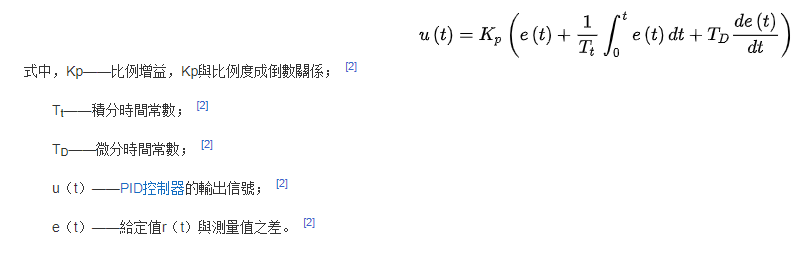 u(t) = K_p ( e(t) + \frac{1}{T_t} \int_0^t e(t) dt + T_D \frac{de(t)}{dt} )
式中，Kp——比例增益，Kp與比例度成倒數關係； [2]
Tt——積分時間常數； [2]
TD——微分時間常數； [2]
u（t）——PID控制器的輸出信號； [2]
e（t）——給定值r（t）與測量值之差。 [2]